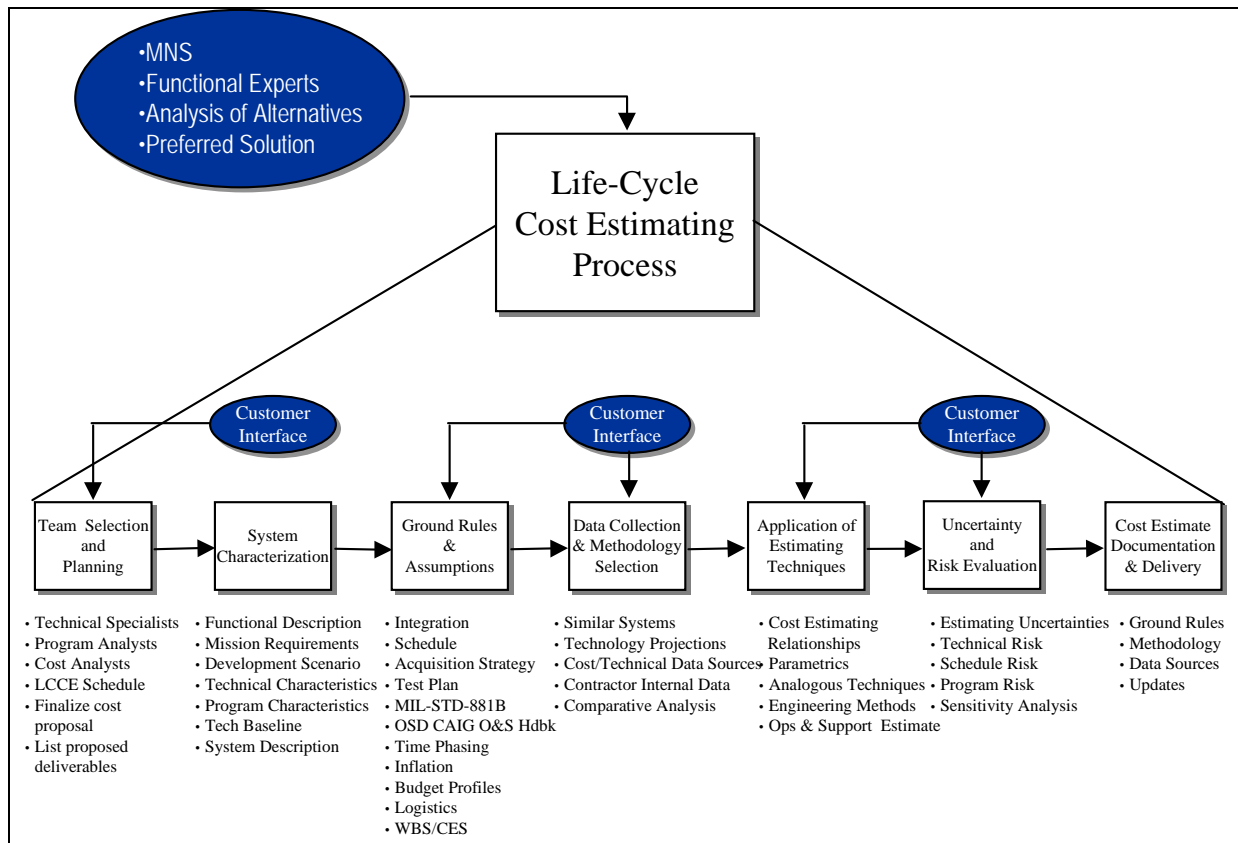 •MNS
•Functional Experts
•Analysis of Alternatives
•Preferred Solution
Life-Cycle
Cost Estimating
Process
Customer
Interface
Customer
Interface
Customer
Interface
Team Selection
and
Planning
System
Characterization
Ground Rules
&
Assumptions
Data Collection
& Methodology
Selection
Application of
Estimating
Techniques
Uncertainty
and
Risk Evaluation
Cost Estimate
Documentation
& Delivery
• Technical Specialists
• Program Analysts
• Cost Analysts
• LCCE Schedule
• Finalize cost
proposal
• List proposed
deliverables
• Functional Description
• Mission Requirements
• Development Scenario
• Technical Characteristics
• Program Characteristics
• Tech Baseline
• System Description
• Integration
• Schedule
• Acquisition Strategy
• Test Plan
• MIL-STD-881B
• OSD CAIG O&S Hdbk
• Time Phasing
• Inflation
• Budget Profiles
• Logistics
• WBS/CES
• Similar Systems
• Technology Projections
• Cost/Technical Data Sources
• Contractor Internal Data
• Comparative Analysis
• Cost Estimating
Relationships
• Parametrics
• Analogous Techniques
• Engineering Methods
• Ops & Support Estimate
• Estimating Uncertainties
• Technical Risk
• Schedule Risk
• Program Risk
• Sensitivity Analysis
• Ground Rules
• Methodology
• Data Sources
• Updates